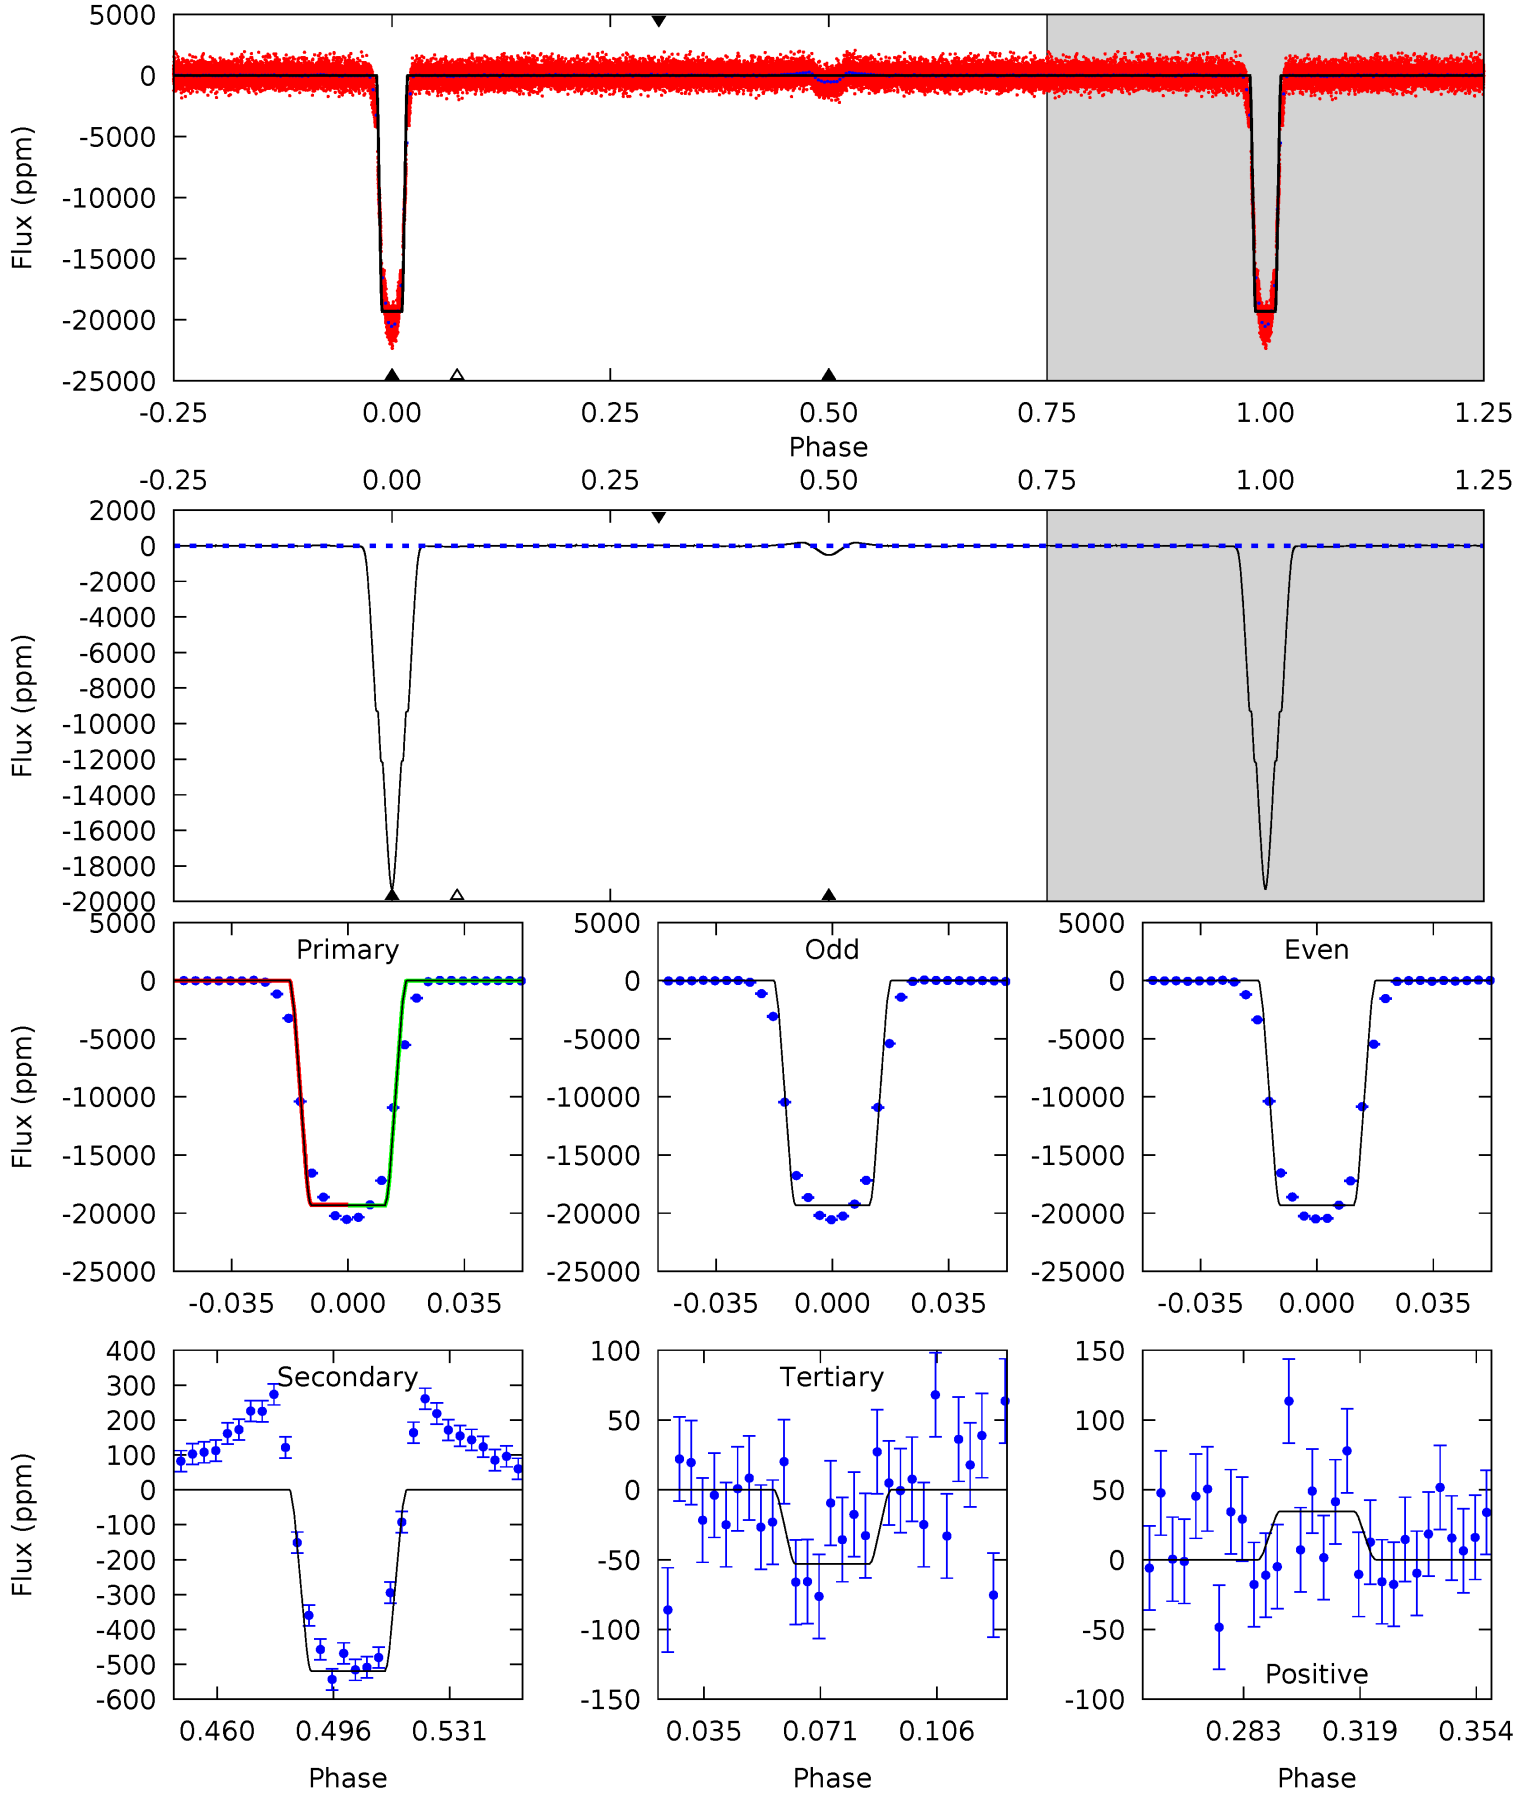 5000
0
-5000
-10000
-15000
-20000
-25000
Flux (ppm)
-0.25 0.00 0.25 0.50 0.75 1.00 1.25
Phase
-0.25 0.00 0.25 0.50 0.75 1.00 1.25
2000
0
-2000
-4000
-6000
-8000
-10000
-12000
-14000
-16000
-18000
-20000
Flux (ppm)
Primary
5000
0
-5000
-10000
-15000
-20000
-25000
Flux (ppm)
-0.035 0.000 0.035
Odd
5000
0
-5000
-10000
-15000
-20000
-25000
-0.035 0.000 0.035
Even
5000
0
-5000
-10000
-15000
-20000
-25000
-0.035 0.000 0.035
Secondary
400
300
200
100
0
-100
-200
-300
-400
-500
-600
Flux (ppm)
0.460 0.496 0.531
Phase
Tertiary
100
50
0
-50
-100
-150
0.035 0.071 0.106
Phase
150
100
50
0
-50
-100
Positive
0.283 0.319 0.354
Phase